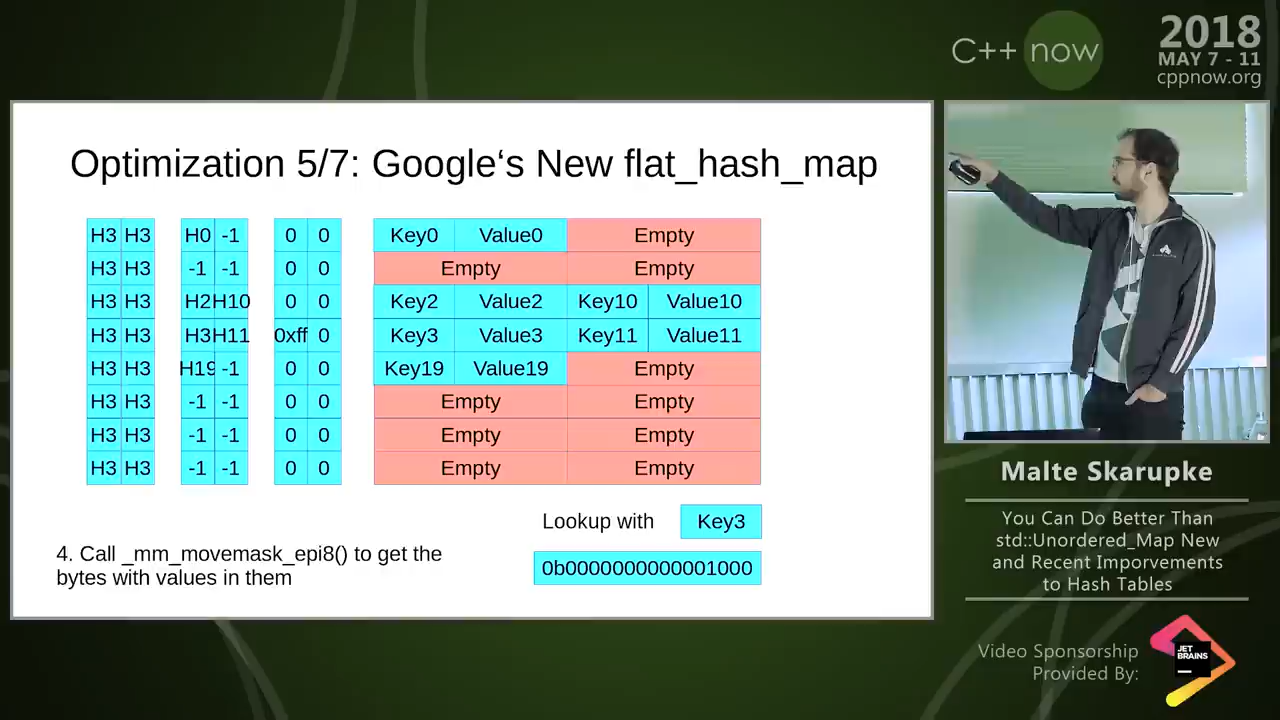 C++ now
2018
MAY 7 - 11
cppnow.org
Optimization 5/7: Google‘s New flat_hash_map
H3 H3 H0 -1 0 0 Key0 Value0 Empty
H3 H3 -1 -1 0 0 Empty Empty
H3 H3 H2 H10 0 0 Key2 Value2 Key10 Value10
H3 H3 H3 H11 0xff 0 Key3 Value3 Key11 Value11
H3 H3 H19 -1 0 0 Key19 Value19 Empty
H3 H3 -1 -1 0 0 Empty Empty
H3 H3 -1 -1 0 0 Empty Empty
H3 H3 -1 -1 0 0 Empty Empty
Lookup with Key3
4. Call _mm_movemask_epi8() to get the
bytes with values in them
0b0000000000001000
Malte Skarupke
You Can Do Better Than
std::Unordered_Map New
and Recent Imporvements
to Hash Tables
Video Sponsorship
Provided By:
JET
BRAINS